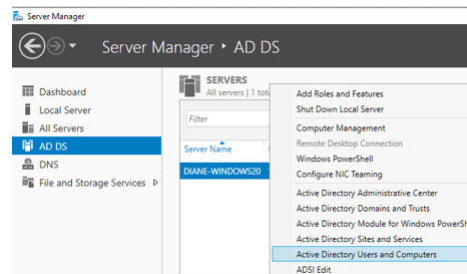 Server Manager
Server Manager • AD DS
Dashboard
Local Server
All Servers
AD DS
DNS
File and Storage Services
SERVERS
All servers | 1 tot
Filter
Server Name
DIANE-WINDOWS20
Add Roles and Features
Shut Down Local Server
Computer Management
Remote Desktop Connection
Windows PowerShell
Configure NIC Teaming
Active Directory Administrative Center
Active Directory Domains and Trusts
Active Directory Module for Windows PowerSh
Active Directory Sites and Services
Active Directory Users and Computers
ADSI Edit